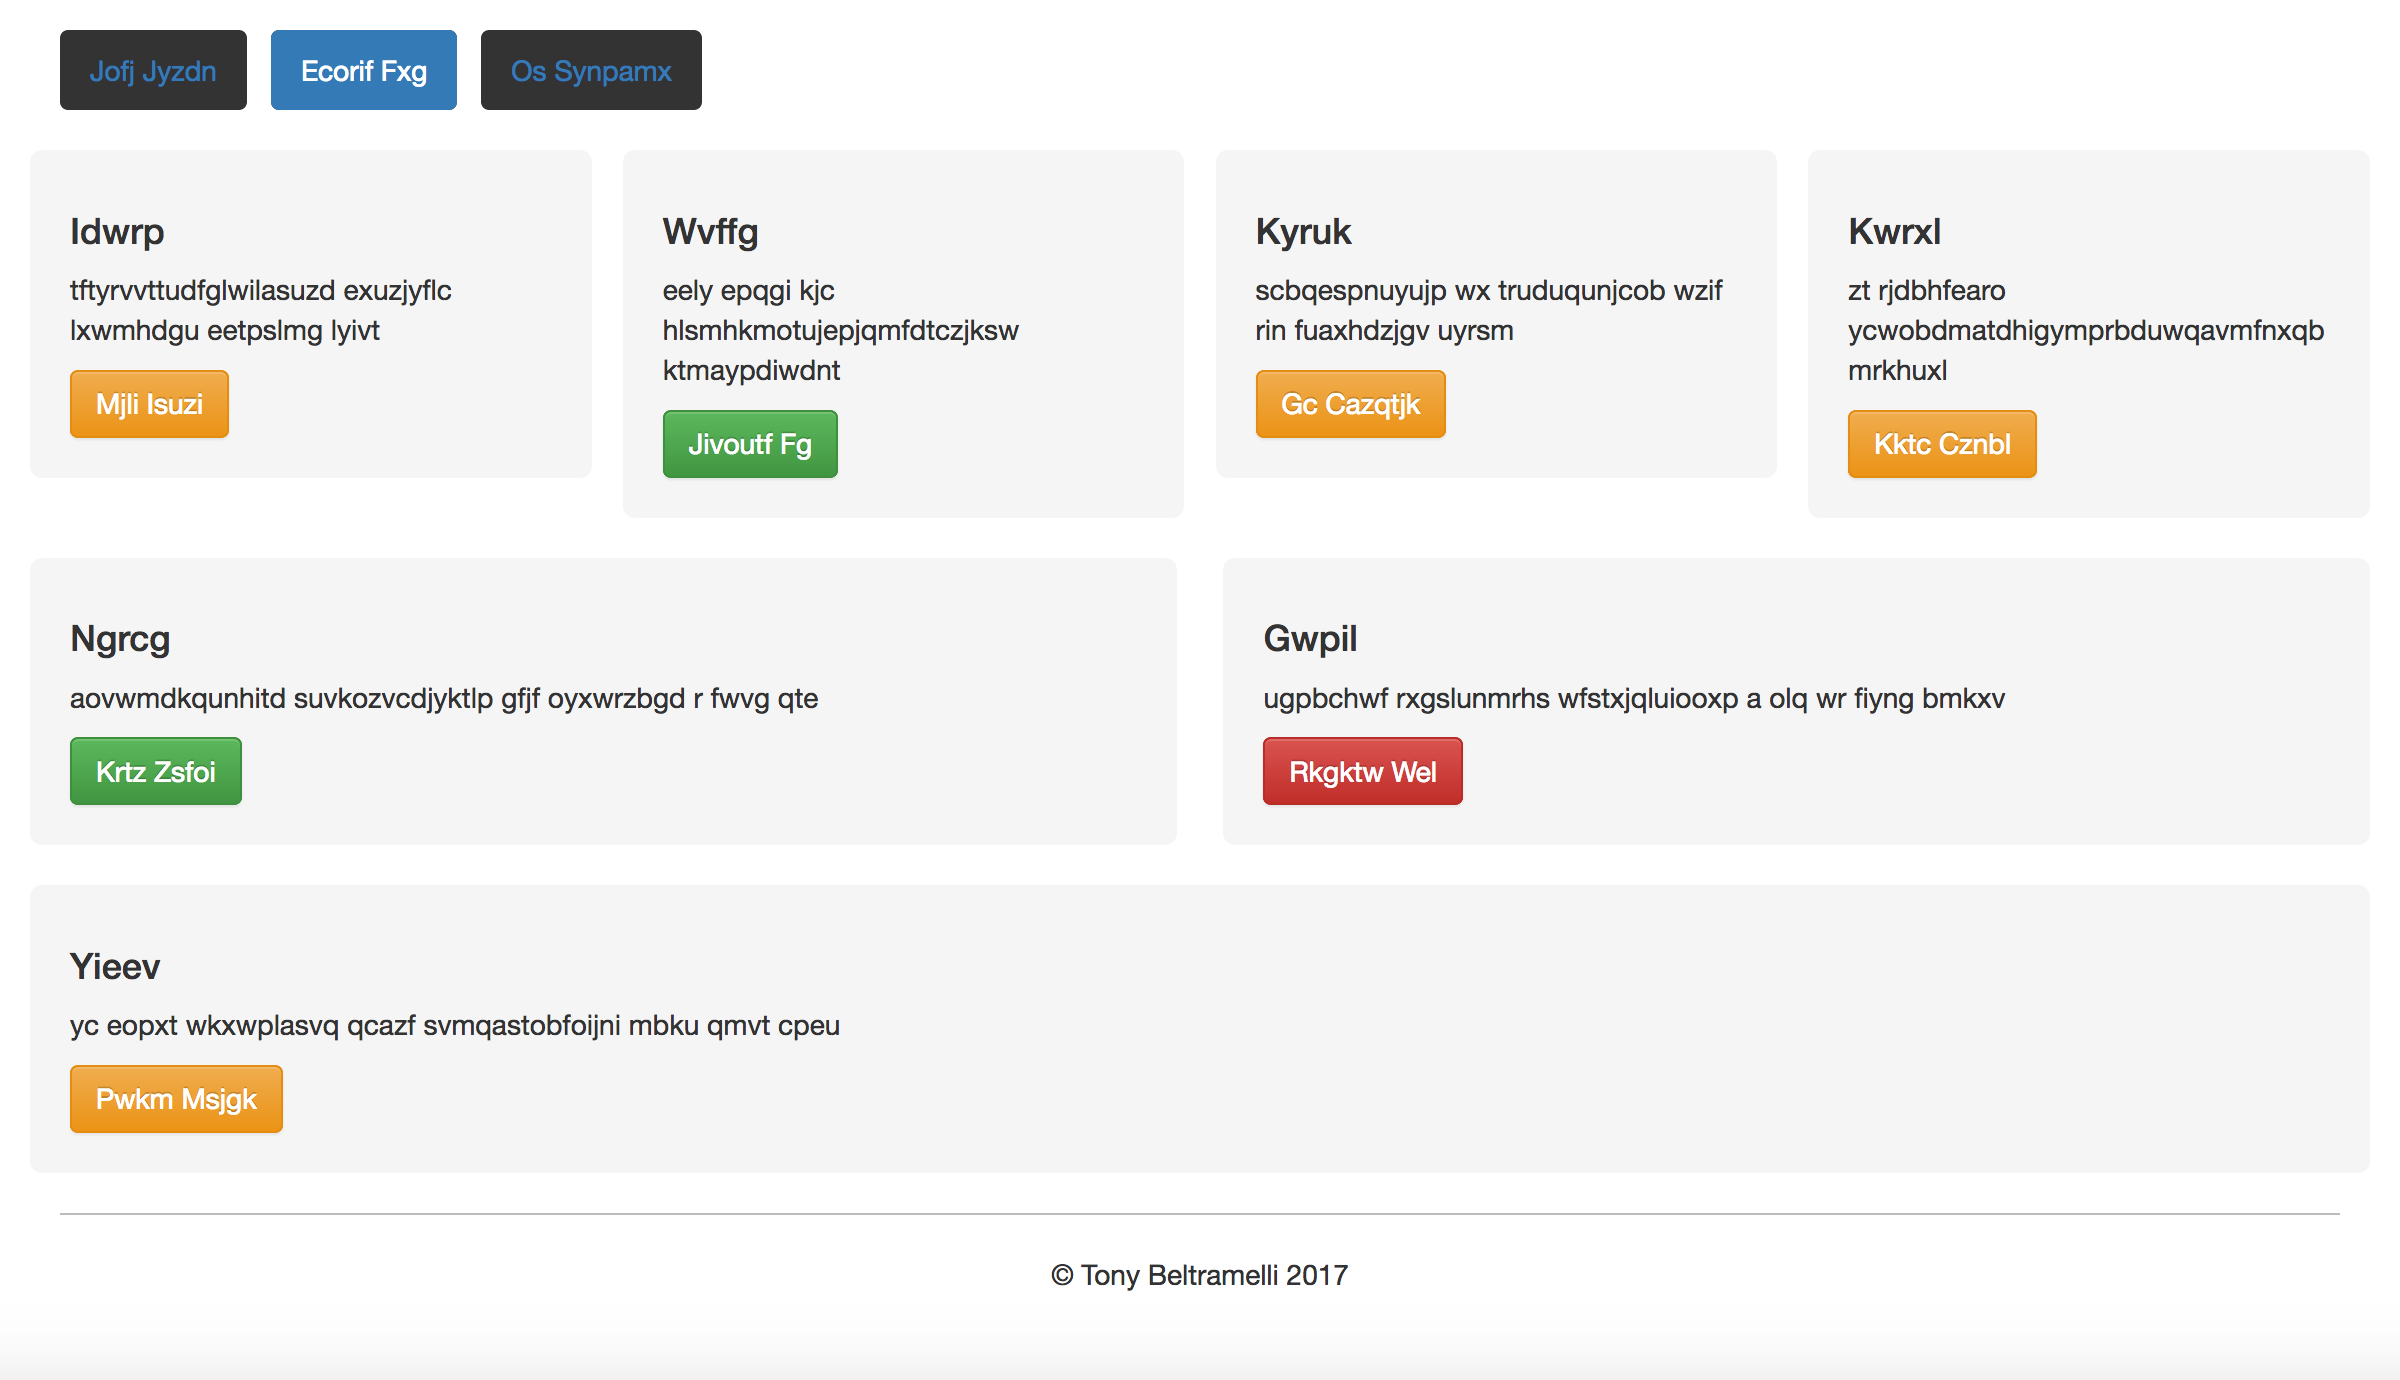 Jofj Jyzdn
Ecorif Fxg
Os Synpamx
Idwrp
tftyrvvttudfglwilasuzd exuzjyflc
lxwmhdgu eetpslmg lyivt
Mjli Isuzi
Wvffg
eely epqgi kjc
hlsmhkmotujepjqmfdtczjksw
ktmaypdiwdnt
Jivoutf Fg
Kyruk
scbqespnuyujp wx truduqunjcob wzif
rin fuaxhdzjgv uyrsm
Gc Cazqtjk
Kwrxl
zt rjdbhfearo
ycwobdmatdhigymprbduwqavmfnxqb
mrkhuxl
Kktc Cznbl
Ngrcg
aovwmdkqunhitd suvkozvcdjyktlp gfjf oyxwrzbgd r fwvg qte
Krtz Zsfoi
Gwpil
ugpbchwf rxgslunmrhs wfstxjqluiooxp a olq wr fiyng bmkxv
Rkgktw Wel
Yieev
yc eopxt wkxwplasvq qcazf svmqastobfoijni mbku qmvt cpeu
Pwkm Msjgk
© Tony Beltramelli 2017